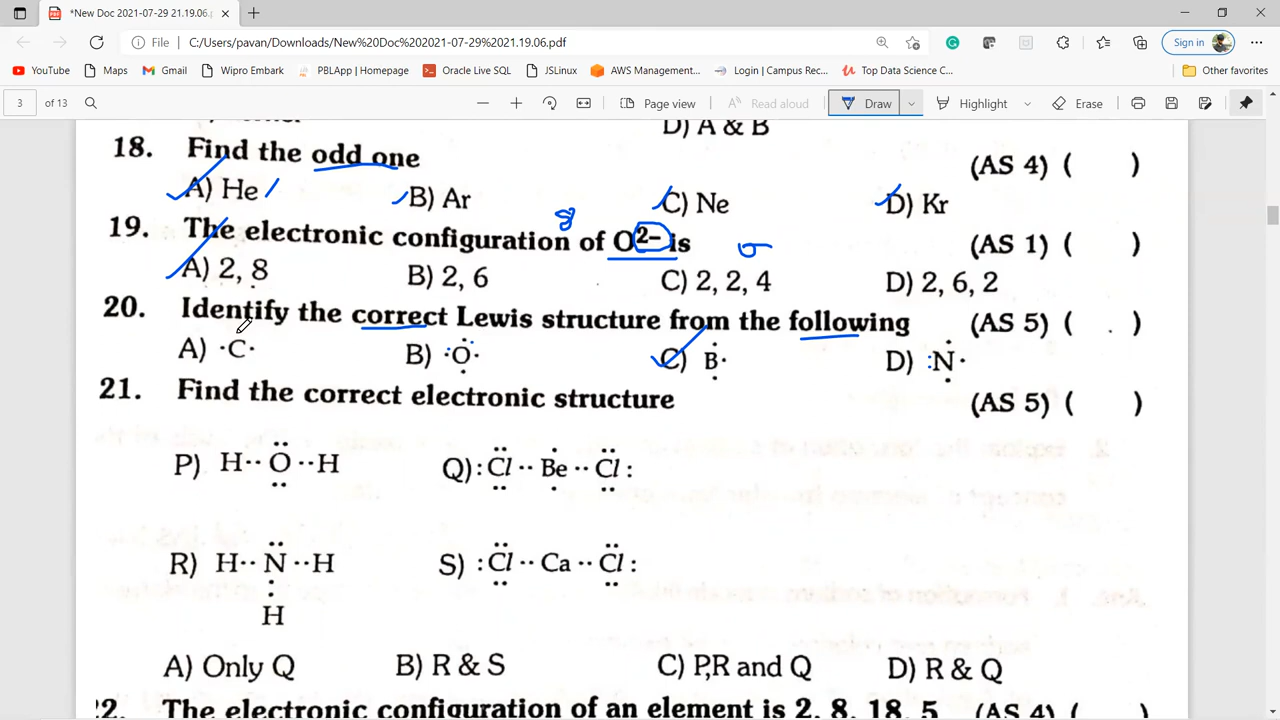 *New Doc 2021-07-29 21.19.06.p
File
C:/Users/pavan/Downloads/New%20Doc%202021-07-29%2021.19.06.pdf
Sign in
YouTube
Maps
Gmail
Wipro Embark
PBLApp | Homepage
Oracle Live SQL
JSLinux
AWS Management...
Login | Campus Rec...
Top Data Science C...
Other favorites
3 of 13
Page view
Read aloud
Draw
Highlight
Erase
D) A & B
18. Find the odd one (AS 4) ( )
A) He B) Ar C) Ne D) Kr
19. The electronic configuration of O2– is (AS 1) ( )
8
A) 2, 8 B) 2, 6 C) 2, 2, 4 D) 2, 6, 2
20. Identify the correct Lewis structure from the following (AS 5) ( )
A) ·C· B) :O· C) B· D) :N·
21. Find the correct electronic structure (AS 5) ( )
P) H··O··H Q) :Cl··Be··Cl:
R) H··N··H S) :Cl··Ca··Cl:
H
A) Only Q B) R & S C) P,R and Q D) R & Q
22. The electronic configuration of an element is 2, 8, 18, 5 (AS 4) ( )